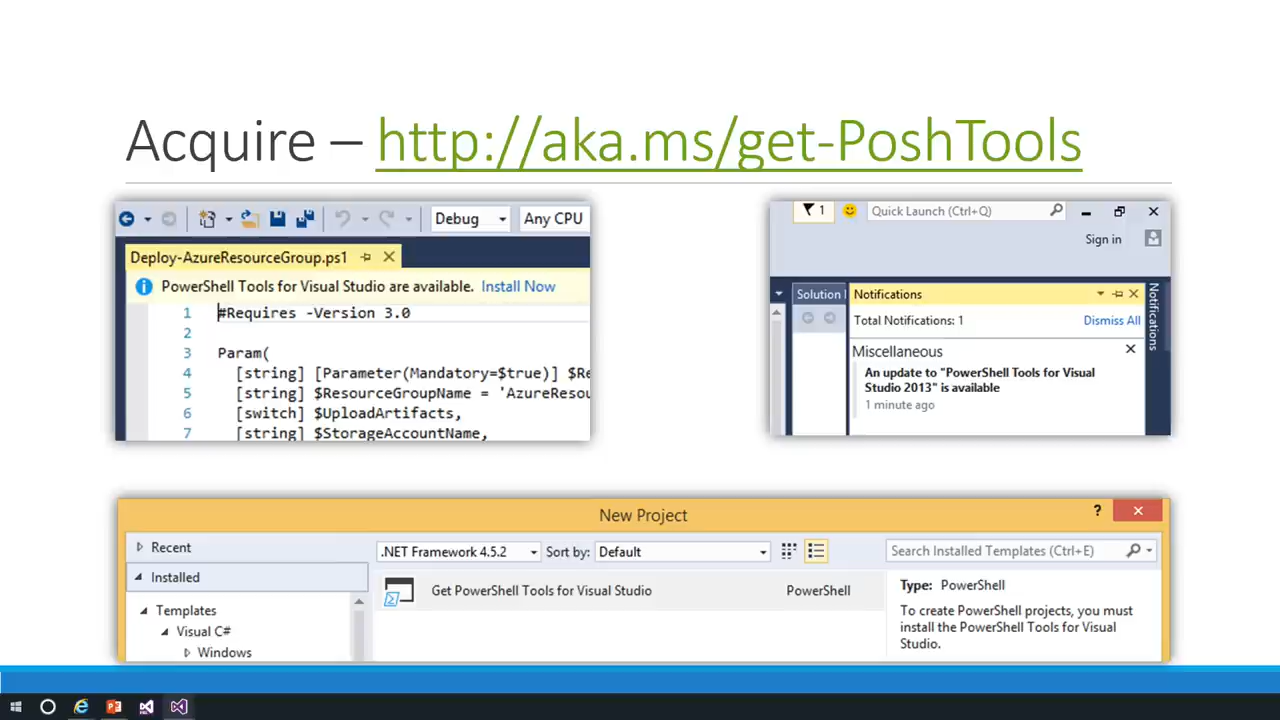 Acquire – http://aka.ms/get-PoshTools
Debug
Any CPU
Deploy-AzureResourceGroup.ps1
PowerShell Tools for Visual Studio are available. Install Now
1 #Requires -Version 3.0
2
3 Param(
4 [string] [Parameter(Mandatory=$true)] $Re
5 [string] $ResourceGroupName = 'AzureResou
6 [switch] $UploadArtifacts,
7 [string] $StorageAccountName,
1
Quick Launch (Ctrl+Q)
Sign in
Solution
Notifications
Total Notifications: 1 Dismiss All
Miscellaneous
An update to "PowerShell Tools for Visual
Studio 2013" is available
1 minute ago
Notifications
New Project
?
Recent
Installed
Templates
Visual C#
Windows
.NET Framework 4.5.2 Sort by: Default
Search Installed Templates (Ctrl+E)
Get PowerShell Tools for Visual Studio PowerShell
Type: PowerShell
To create PowerShell projects, you must
install the PowerShell Tools for Visual
Studio.